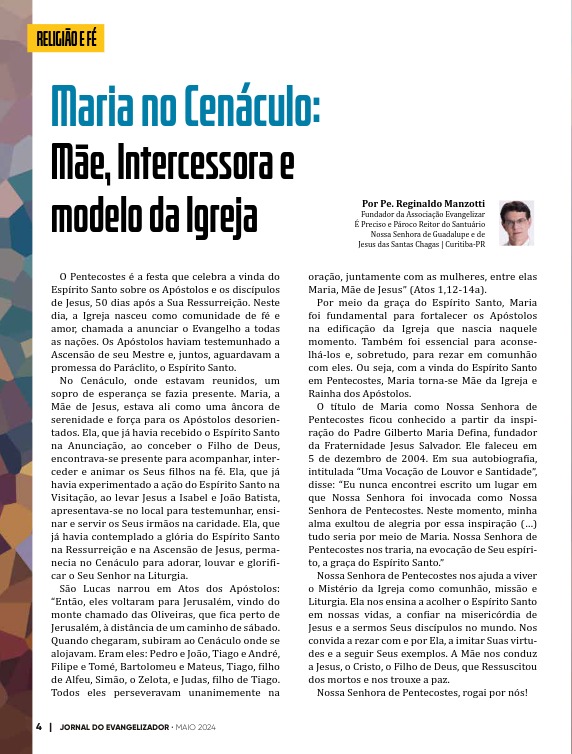 RELIGIÃO E FÉ
Maria no Cenáculo:
Mãe, Intercessora e
modelo da Igreja
Por Pe. Reginaldo Manzotti
Fundador da Associação Evangelizar
É Preciso e Pároco Reitor do Santuário
Nossa Senhora de Guadalupe e de
Jesus das Santas Chagas | Curitiba-PR
O Pentecostes é a festa que celebra a vinda do
Espírito Santo sobre os Apóstolos e os discípulos
de Jesus, 50 dias após a Sua Ressurreição. Neste
dia, a Igreja nasceu como comunidade de fé e
amor, chamada a anunciar o Evangelho a todas
as nações. Os Apóstolos haviam testemunhado a
Ascensão de seu Mestre e, juntos, aguardavam a
promessa do Paráclito, o Espírito Santo.
No Cenáculo, onde estavam reunidos, um
sopro de esperança se fazia presente. Maria, a
Mãe de Jesus, estava ali como uma âncora de
serenidade e força para os Apóstolos desorien-
tados. Ela, que já havia recebido o Espírito Santo
na Anunciação, ao conceber o Filho de Deus,
encontrava-se presente para acompanhar, inter-
ceder e animar os Seus filhos na fé. Ela, que já
havia experimentado a ação do Espírito Santo na
Visitação, ao levar Jesus a Isabel e João Batista,
apresentava-se no local para testemunhar, ensi-
nar e servir os Seus irmãos na caridade. Ela, que
já havia contemplado a glória do Espírito Santo
na Ressurreição e na Ascensão de Jesus, perma-
necia no Cenáculo para adorar, louvar e glorifi-
car o Seu Senhor na Liturgia.
São Lucas narrou em Atos dos Apóstolos:
“Então, eles voltaram para Jerusalém, vindo do
monte chamado das Oliveiras, que fica perto de
Jerusalém, à distância de um caminho de sábado.
Quando chegaram, subiram ao Cenáculo onde se
alojavam. Eram eles: Pedro e João, Tiago e André,
Filipe e Tomé, Bartolomeu e Mateus, Tiago, filho
de Alfeu, Simão, o Zelota, e Judas, filho de Tiago.
Todos eles perseveravam unanimemente na
oração, juntamente com as mulheres, entre elas
Maria, Mãe de Jesus” (Atos 1,12-14a).
Por meio da graça do Espírito Santo, Maria
foi fundamental para fortalecer os Apóstolos
na edificação da Igreja que nascia naquele
momento. Também foi essencial para aconse-
lhá-los e, sobretudo, para rezar em comunhão
com eles. Ou seja, com a vinda do Espírito Santo
em Pentecostes, Maria torna-se Mãe da Igreja e
Rainha dos Apóstolos.
O título de Maria como Nossa Senhora de
Pentecostes ficou conhecido a partir da inspi-
ração do Padre Gilberto Maria Defina, fundador
da Fraternidade Jesus Salvador. Ele faleceu em
5 de dezembro de 2004. Em sua autobiografia,
intitulada “Uma Vocação de Louvor e Santidade”,
disse: “Eu nunca encontrei escrito um lugar em
que Nossa Senhora foi invocada como Nossa
Senhora de Pentecostes. Neste momento, minha
alma exultou de alegria por essa inspiração (...)
tudo seria por meio de Maria. Nossa Senhora de
Pentecostes nos traria, na evocação de Seu espíri-
to, a graça do Espírito Santo.”
Nossa Senhora de Pentecostes nos ajuda a viver
o Mistério da Igreja como comunhão, missão e
Liturgia. Ela nos ensina a acolher o Espírito Santo
em nossas vidas, a confiar na misericórdia de
Jesus e a sermos Seus discípulos no mundo. Nos
convida a rezar com e por Ela, a imitar Suas virtu-
des e a seguir Seus exemplos. A Mãe nos conduz
a Jesus, o Cristo, o Filho de Deus, que Ressuscitou
dos mortos e nos trouxe a paz.
Nossa Senhora de Pentecostes, rogai por nós!
4 | JORNAL DO EVANGELIZADOR · MAIO 2024